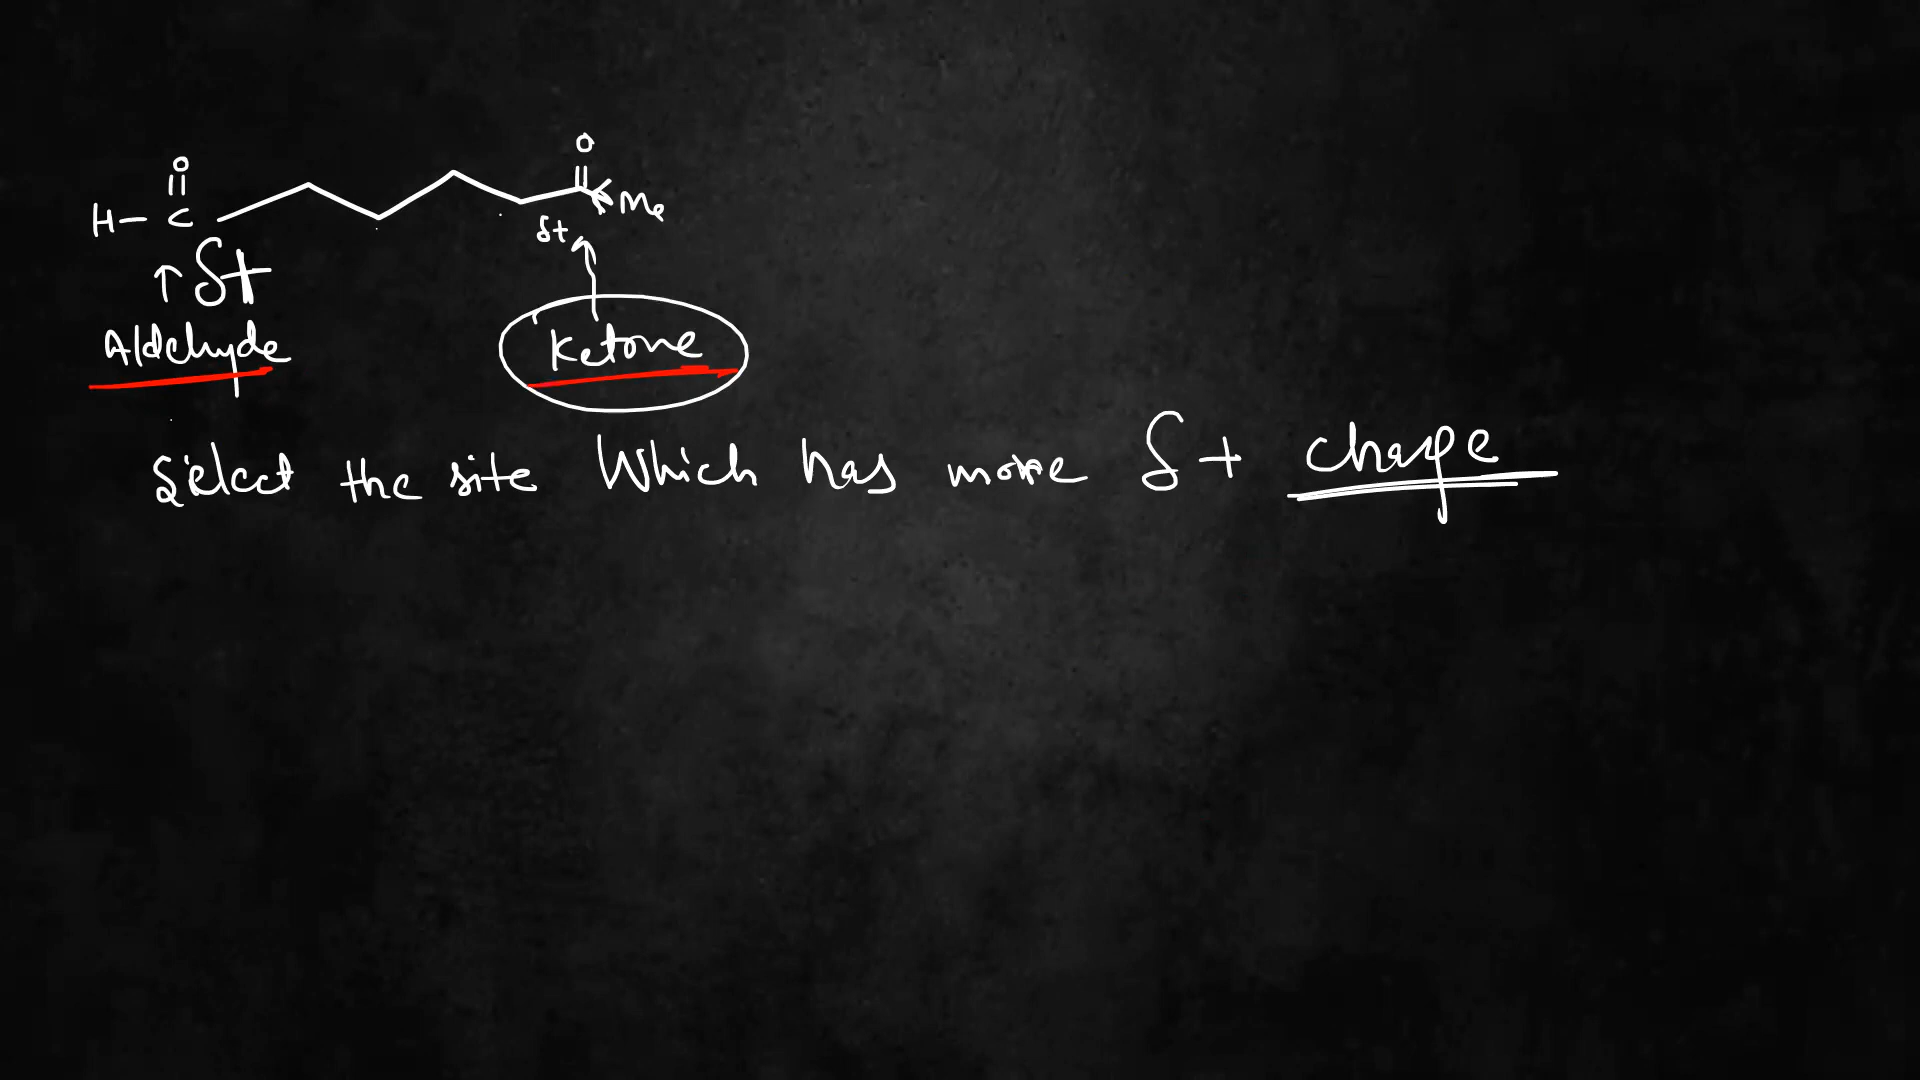 O
O
H-C
Me
δ+
↑ δ+
Aldehyde
Ketone
Select the site Which has more δ+ charge